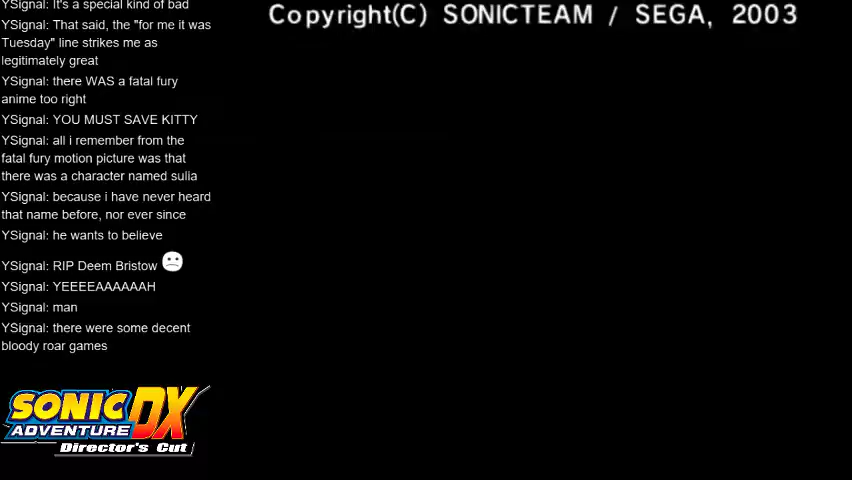 YSignal: It's a special kind of bad
YSignal: That said, the "for me it was
Tuesday" line strikes me as
legitimately great
YSignal: there WAS a fatal fury
anime too right
YSignal: YOU MUST SAVE KITTY
YSignal: all i remember from the
fatal fury motion picture was that
there was a character named sulia
YSignal: because i have never heard
that name before, nor ever since
YSignal: he wants to believe
YSignal: RIP Deem Bristow
YSignal: YEEEEAAAAAAH
YSignal: man
YSignal: there were some decent
bloody roar games
SONIC
ADVENTURE DX
Director's Cut
Copyright(C) SONICTEAM / SEGA, 2003